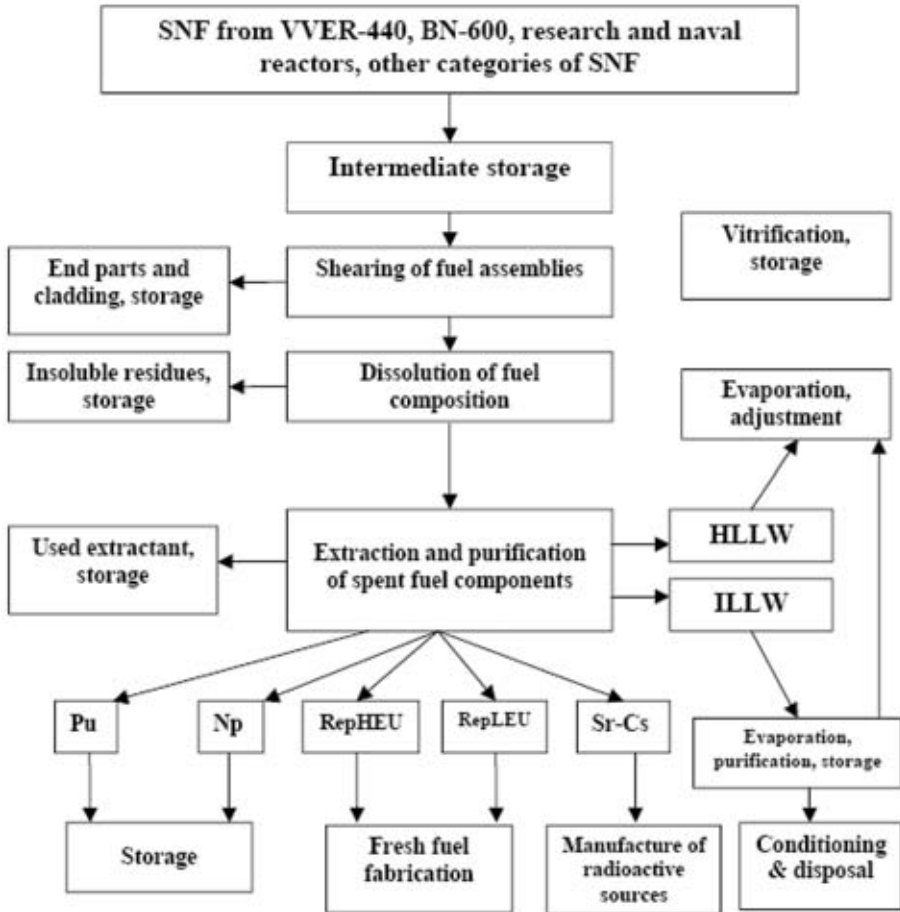 SNF from VVER-440, BN-600, research and naval
reactors, other categories of SNF
Intermediate storage
Vitrification,
storage
End parts and
cladding, storage
Shearing of fuel assemblies
Insoluble residues,
storage
Dissolution of fuel
composition
Evaporation,
adjustment
Used extractant,
storage
Extraction and purification
of spent fuel components
HLLW
ILLW
Pu
Np
RepHEU
RepLEU
Sr-Cs
Evaporation,
purification, storage
Storage
Fresh fuel
fabrication
Manufacture of
radioactive
sources
Conditioning
& disposal